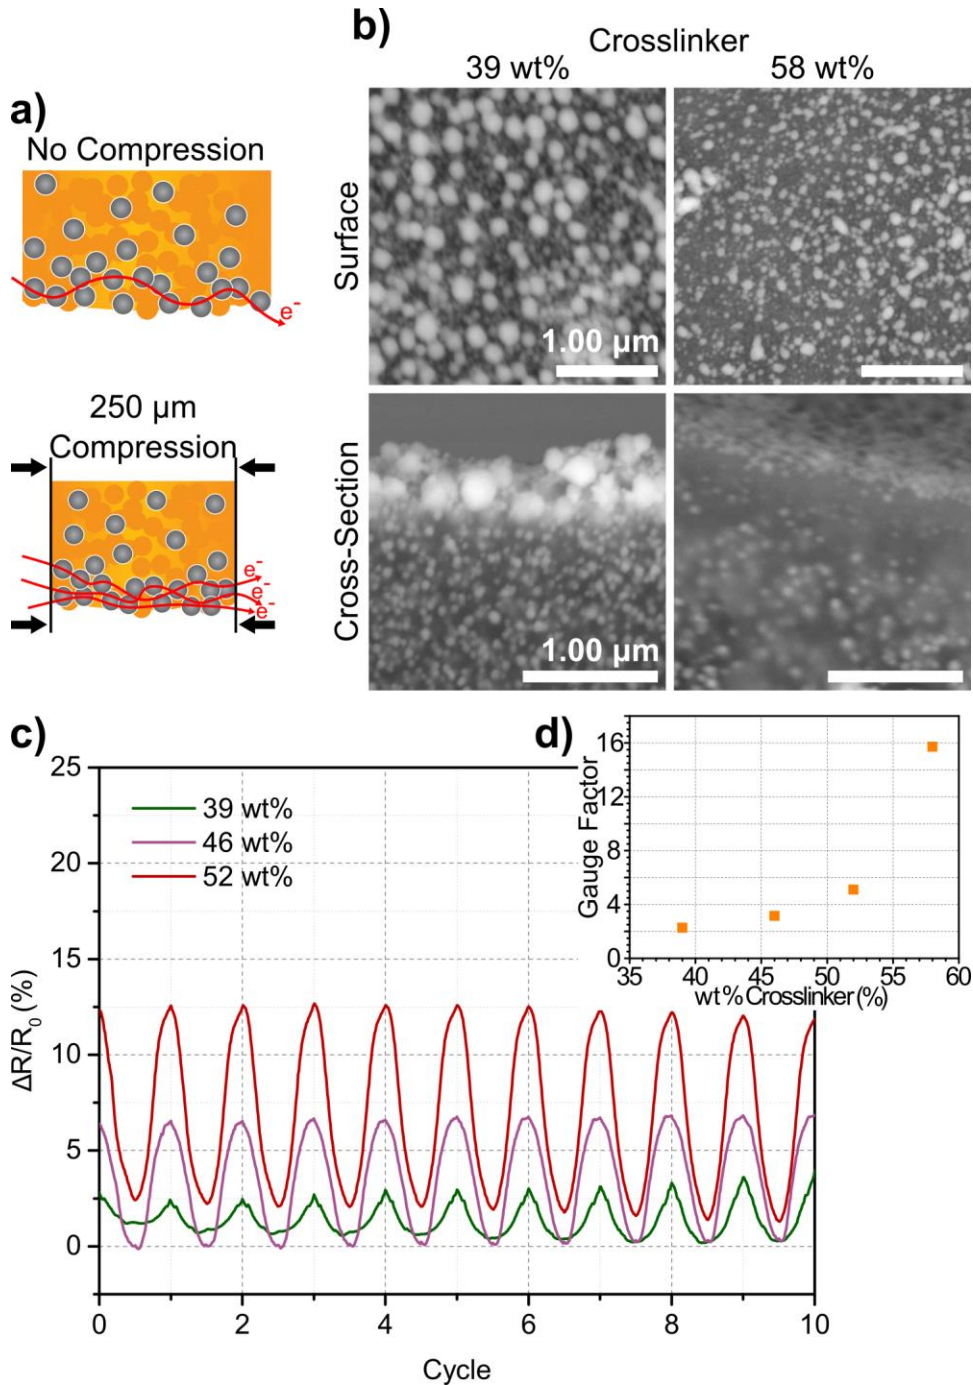 a)
No Compression
e-
250 µm
Compression
e-
e-
e-
b)
Crosslinker
39 wt%
58 wt%
Surface
1.00 µm
Cross-Section
1.00 µm
c)
25
20
15
10
5
0
ΔR/R0 (%)
39 wt%
46 wt%
52 wt%
0
2
4
6
8
10
Cycle
d)
16
12
8
4
0
Gauge Factor
35
40
45
50
55
60
wt% Crosslinker (%)